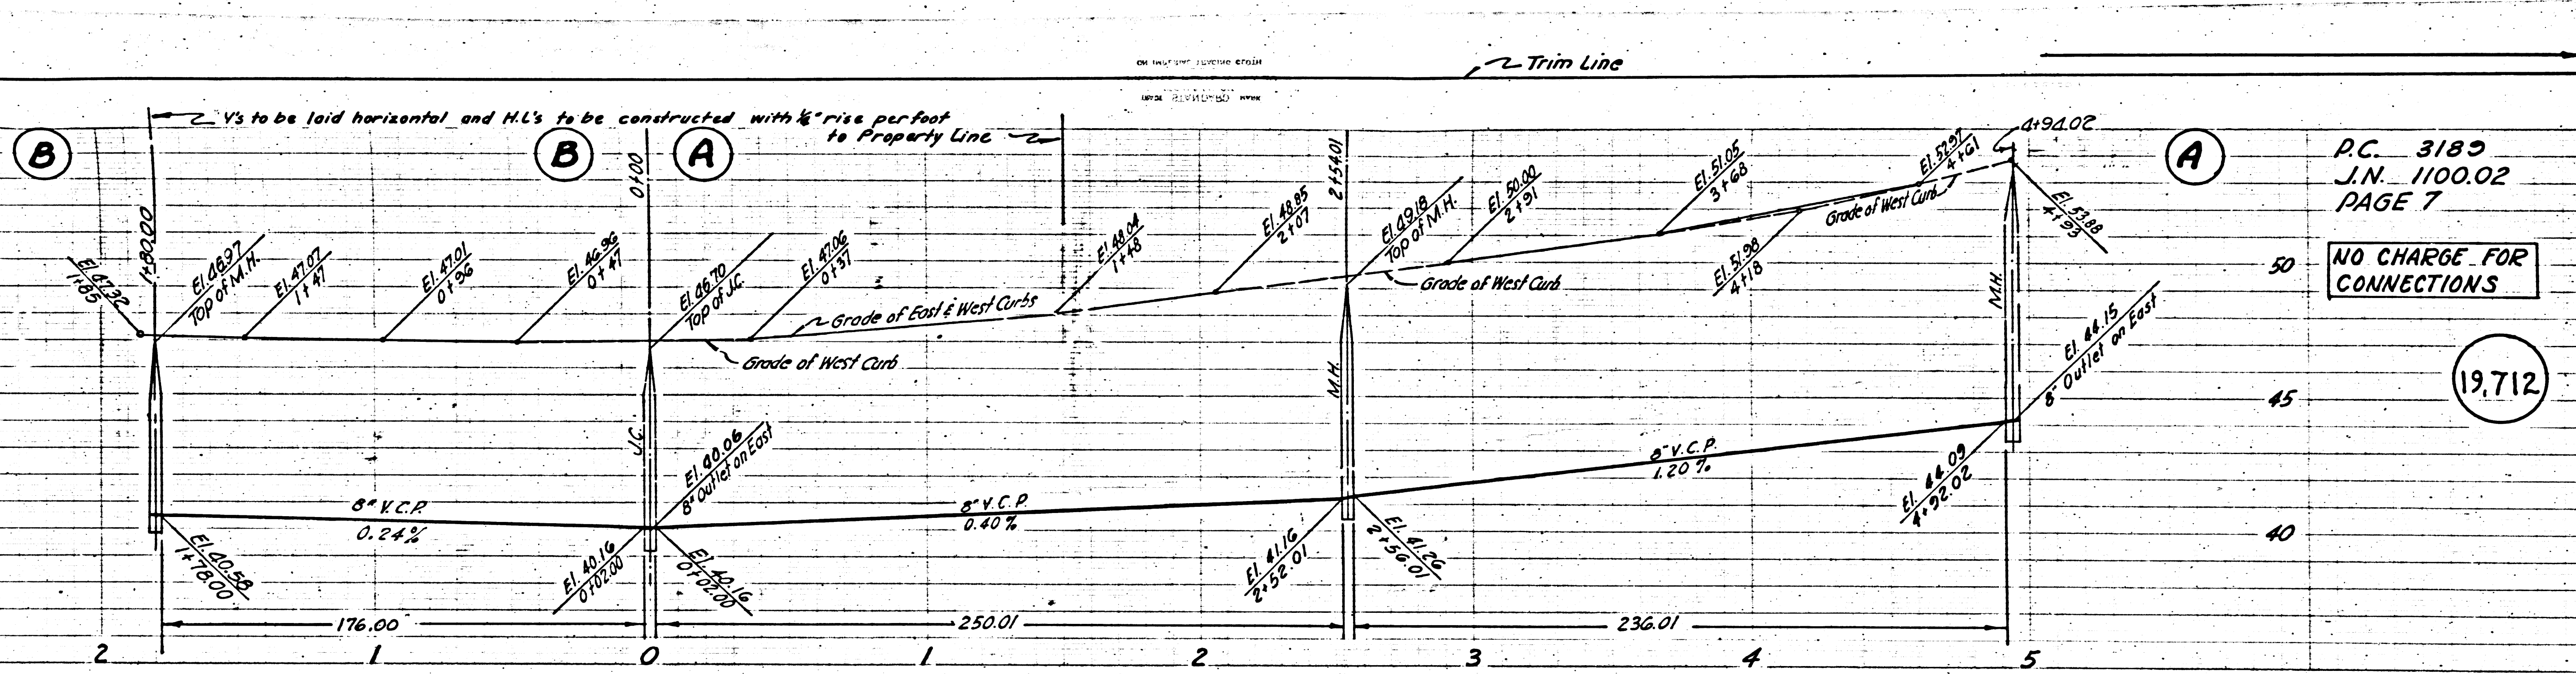 Trim Line
Y's to be laid horizontal and H.L's to be constructed with ⅛" rise per foot
to Property Line
B
B
A
A
1+80.00
0+00
2+54.01
4+94.02
P.C. 3189
J.N. 1100.02
PAGE 7
NO CHARGE FOR
CONNECTIONS
19,712
El. 47.32
1+85
El. 46.97
Top of M.H.
El. 47.07
1+47
El. 47.01
0+96
El. 46.96
0+47
El. 46.70
Top of J.C.
El. 47.06
0+37
El. 48.04
1+48
El. 48.85
2+07
El. 49.18
Top of M.H.
El. 50.00
2+91
El. 51.05
3+68
El. 51.98
4+18
El. 52.97
4+61
El. 53.88
4+93
Grade of West Curb
Grade of East & West Curbs
Grade of West Curb
Grade of West Curb
J.C.
M.H.
M.H.
50
45
40
El. 40.06
8" Outlet on East
El. 44.15
8" Outlet on East
8" V.C.P.
0.24%
8" V.C.P.
0.40%
8" V.C.P.
1.20%
El. 40.58
1+78.00
El. 40.16
0+02.00
El. 40.16
0+02.00
El. 41.16
2+52.01
El. 41.26
2+56.01
El. 44.09
4+92.02
176.00
250.01
236.01
2 1 0 1 2 3 4 5